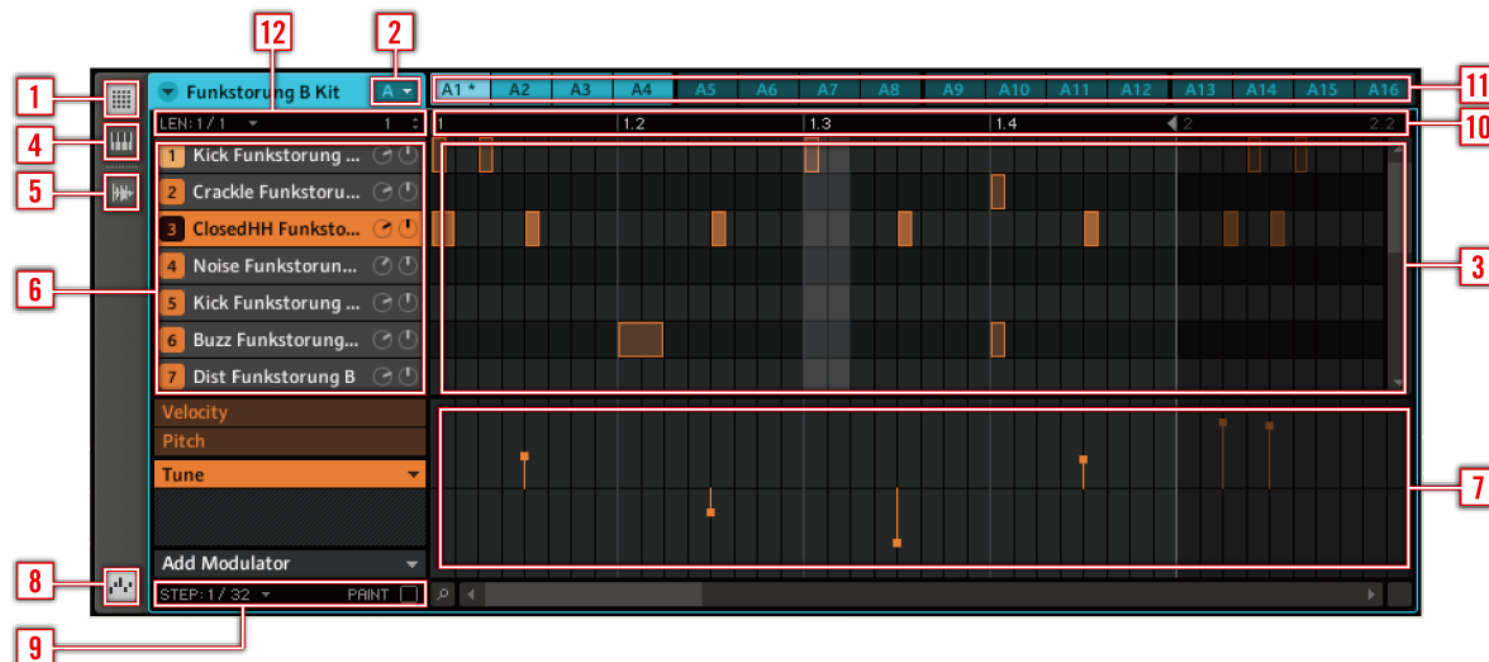 12 2
1 Funkstorung B Kit A A1 * A2 A3 A4 A5 A6 A7 A8 A9 A10 A11 A12 A13 A14 A15 A16 11
LEN: 1 / 1 1 1 1.2 1.3 1.4 2 2.2 10
4
1 Kick Funkstorung ...
5 2 Crackle Funkstoru...
3 ClosedHH Funksto...
4 Noise Funkstorun... 3
6 5 Kick Funkstorung ...
6 Buzz Funkstorung...
7 Dist Funkstorung B
Velocity
Pitch
Tune 7
Add Modulator
8
STEP: 1 / 32 PAINT
9